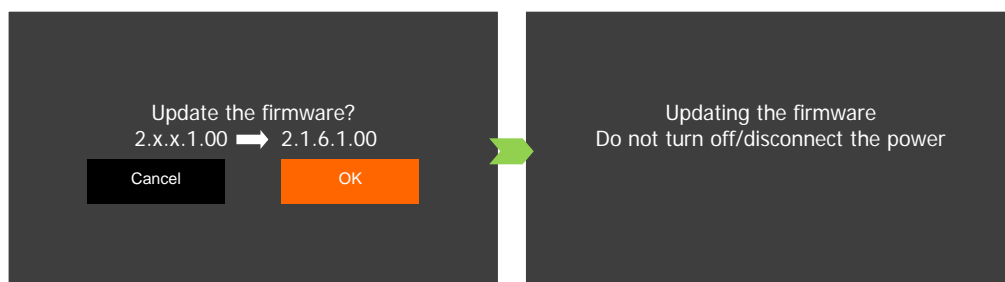 Update the firmware?
2.x.x.1.00 ➡ 2.1.6.1.00
Cancel
OK
Updating the firmware
Do not turn off/disconnect the power